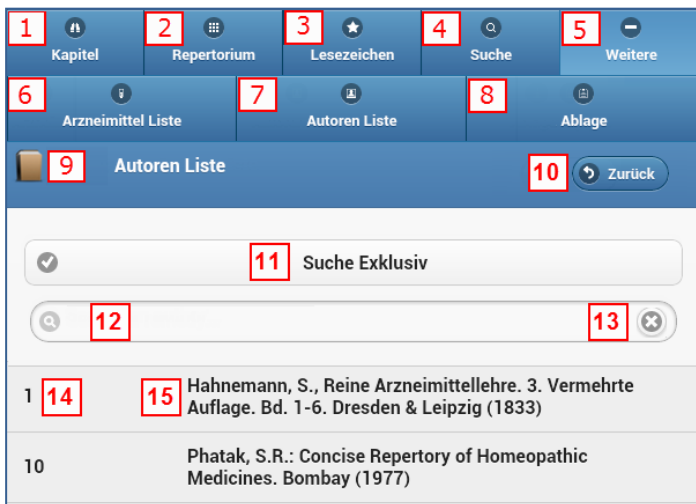 1 2 3 4 5
Kapitel Repertorium Lesezeichen Suche Weitere
6 7 8
Arzneimittel Liste Autoren Liste Ablage
9 Autoren Liste 10 Zurück
11 Suche Exklusiv
12 13
1 14 15 Hahnemann, S., Reine Arzneimittellehre. 3. Vermehrte
Auflage. Bd. 1-6. Dresden & Leipzig (1833)
10 Phatak, S.R.: Concise Repertory of Homeopathic
Medicines. Bombay (1977)